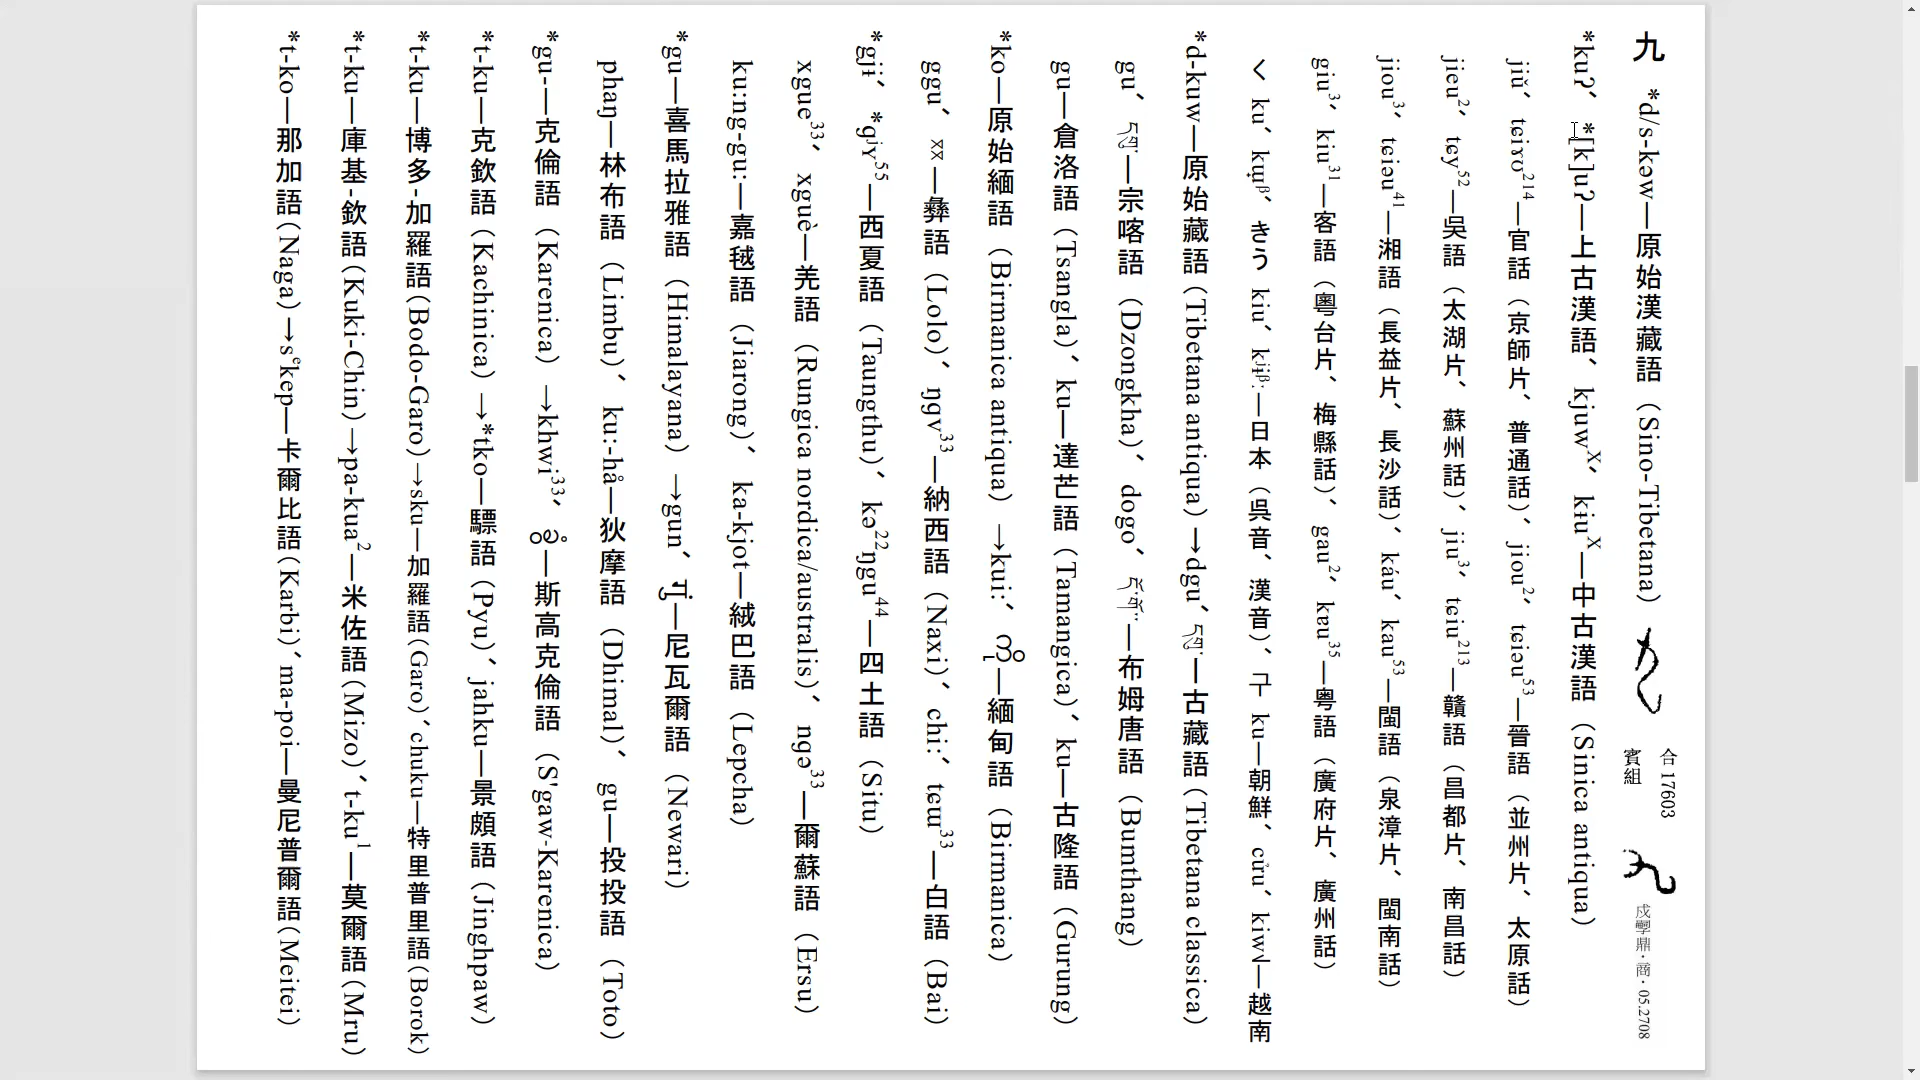 九 *d/s-kəw—原始漢藏語（Sino-Tibetana） 合 17603 賓組 戍𤔲鼎·商·05.2708
*kuʔ、*[k]uʔ—上古漢語、kjuwX、kɨuX—中古漢語（Sinica antiqua）
jiǔ、tɕiɤʊ214—官話（京師片、普通話）、jiou2、tɕiəu53—晉語（並州片、太原話）
jieu2、tɕy52—吳語（太湖片、蘇州話）、jiu3、tɕiu213—贛語（昌都片、南昌話）
jiou3、tɕiəu41—湘語（長益片、長沙話）、káu、kau53—閩語（泉漳片、閩南話）
giu3、kiu31—客語（粵台片、梅縣話）、gau2、kɐu35—粵語（廣府片、廣州話）
く ku、kɯ̟ᵝ、きう kiu、kʲɨᵝː—日本（呉音、漢音）、구 ku—朝鮮、cửu、kiw˩—越南
*d-kuw—原始藏語（Tibetana antiqua）→dgu、དགུ་—古藏語（Tibetana classica）
gu、དགུ་—宗喀語（Dzongkha）、dogo、—布姆唐語（Bumthang）
gu—倉洛語（Tsangla）、ku—達芒語（Tamangica）、ku—古隆語（Gurung）
*ko—原始緬語（Birmanica antiqua）→kui:、ကိုး—緬甸語（Birmanica）
ggu、—彝語（Lolo）、ŋgv33—納西語（Naxi）、chi:、tɕɯ33—白語（Bai）
*gjɨ、*gʲɤ55—西夏語（Taungthu）、kə22ŋgu44—四土語（Situ）
xgue33、xguè—羌語（Rungica nordica/australis）、ngə33—爾蘇語（Ersu）
ku:ng-gu:—嘉毧語（Jiarong）、ka-kjot—絨巴語（Lepcha）
*gu—喜馬拉雅語（Himalayana）→gun、—尼瓦爾語（Newari）
phaŋ—林布語（Limbu）、ku:-hå—狄摩語（Dhimal）、gu—投投語（Toto）
*gu-—克倫語（Karenica）→khwi33、—斯高克倫語（S'gaw-Karenica）
*t-ku—克欽語（Kachinica）→*tko—驃語（Pyu）、jahku—景頗語（Jinghpaw）
*t-ku—博多-加羅語（Bodo-Garo）→sku—加羅語（Garo）、chuku—特里普里語（Borok）
*t-ku—庫基-欽語（Kuki-Chin）→pa-kua2—米佐語（Mizo）、t-ku1—莫爾語（Mru）
*t-ko—那加語（Naga）→sᵉkep—卡爾比語（Karbi）、ma-poi—曼尼普爾語（Meitei）